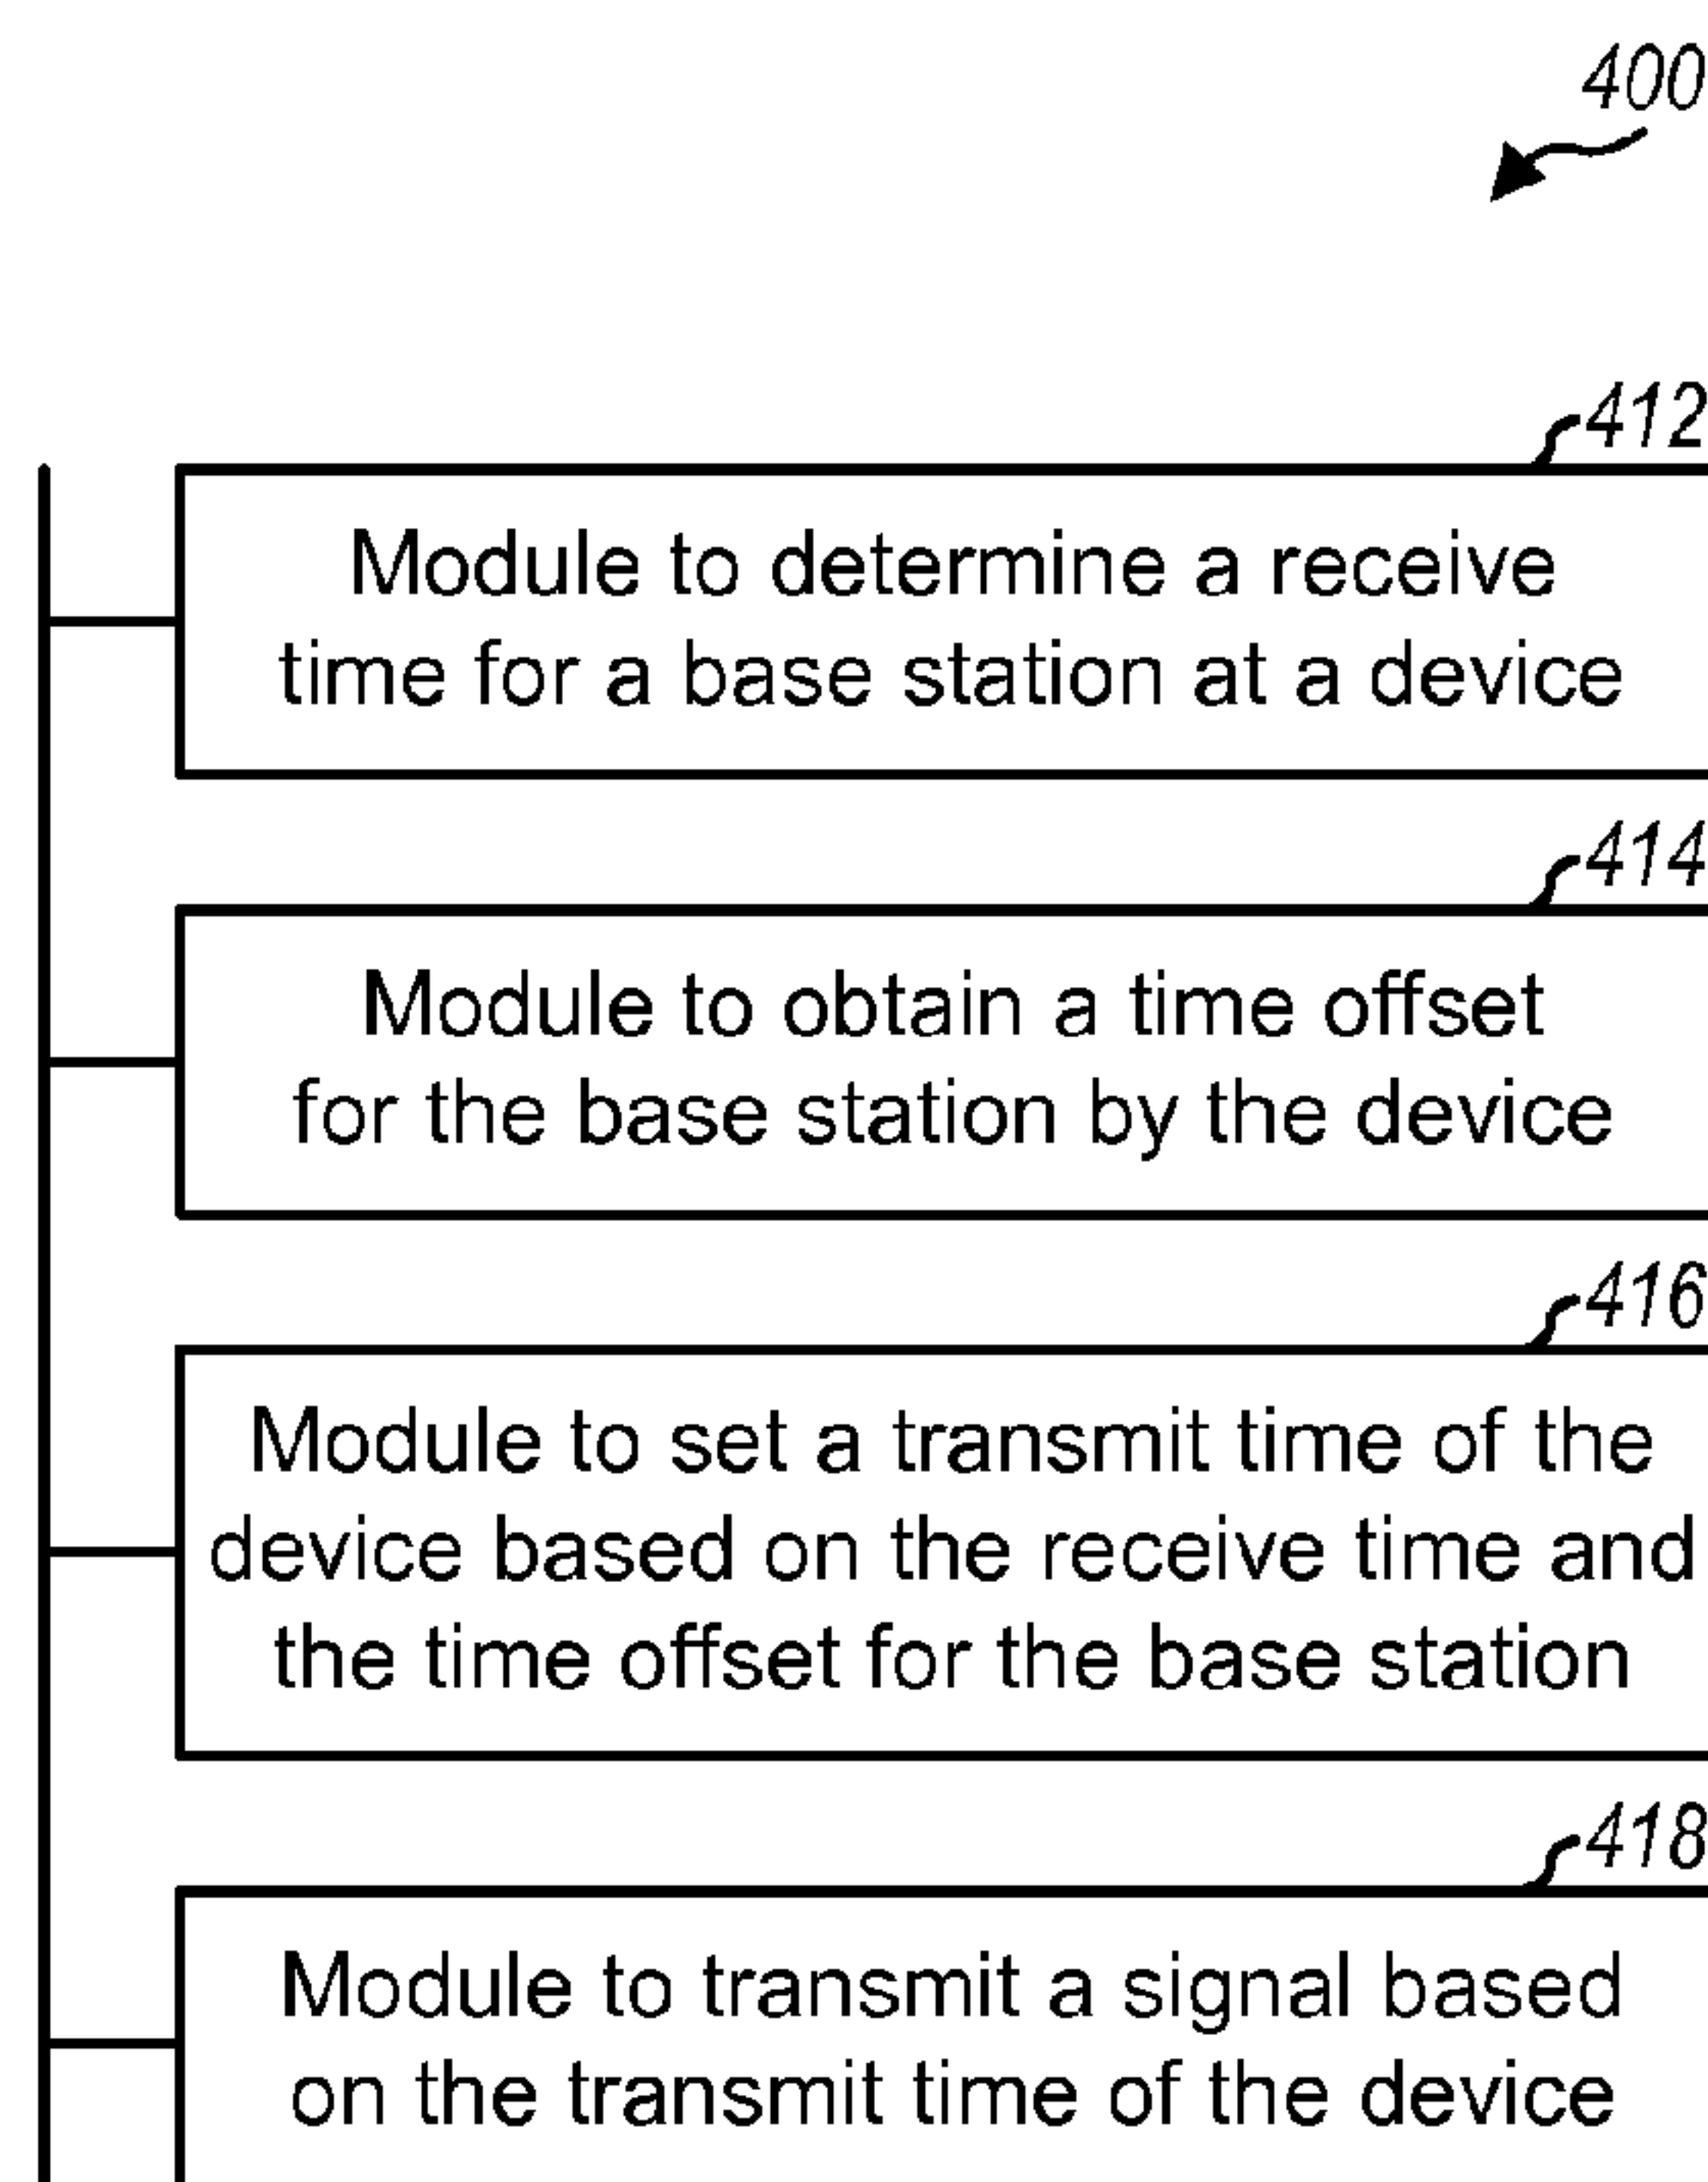 400
412
Module to determine a receive
time for a base station at a device
414
Module to obtain a time offset
for the base station by the device
416
Module to set a transmit time of the
device based on the receive time and
the time offset for the base station
418
Module to transmit a signal based
on the transmit time of the device